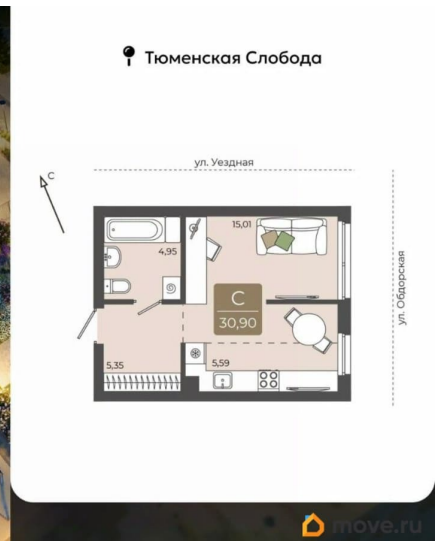 Тюменская Слобода
ул. Уездная
С
15,01
4,95
С
30,90
ул. Обдорская
5,35
5,59
move.ru